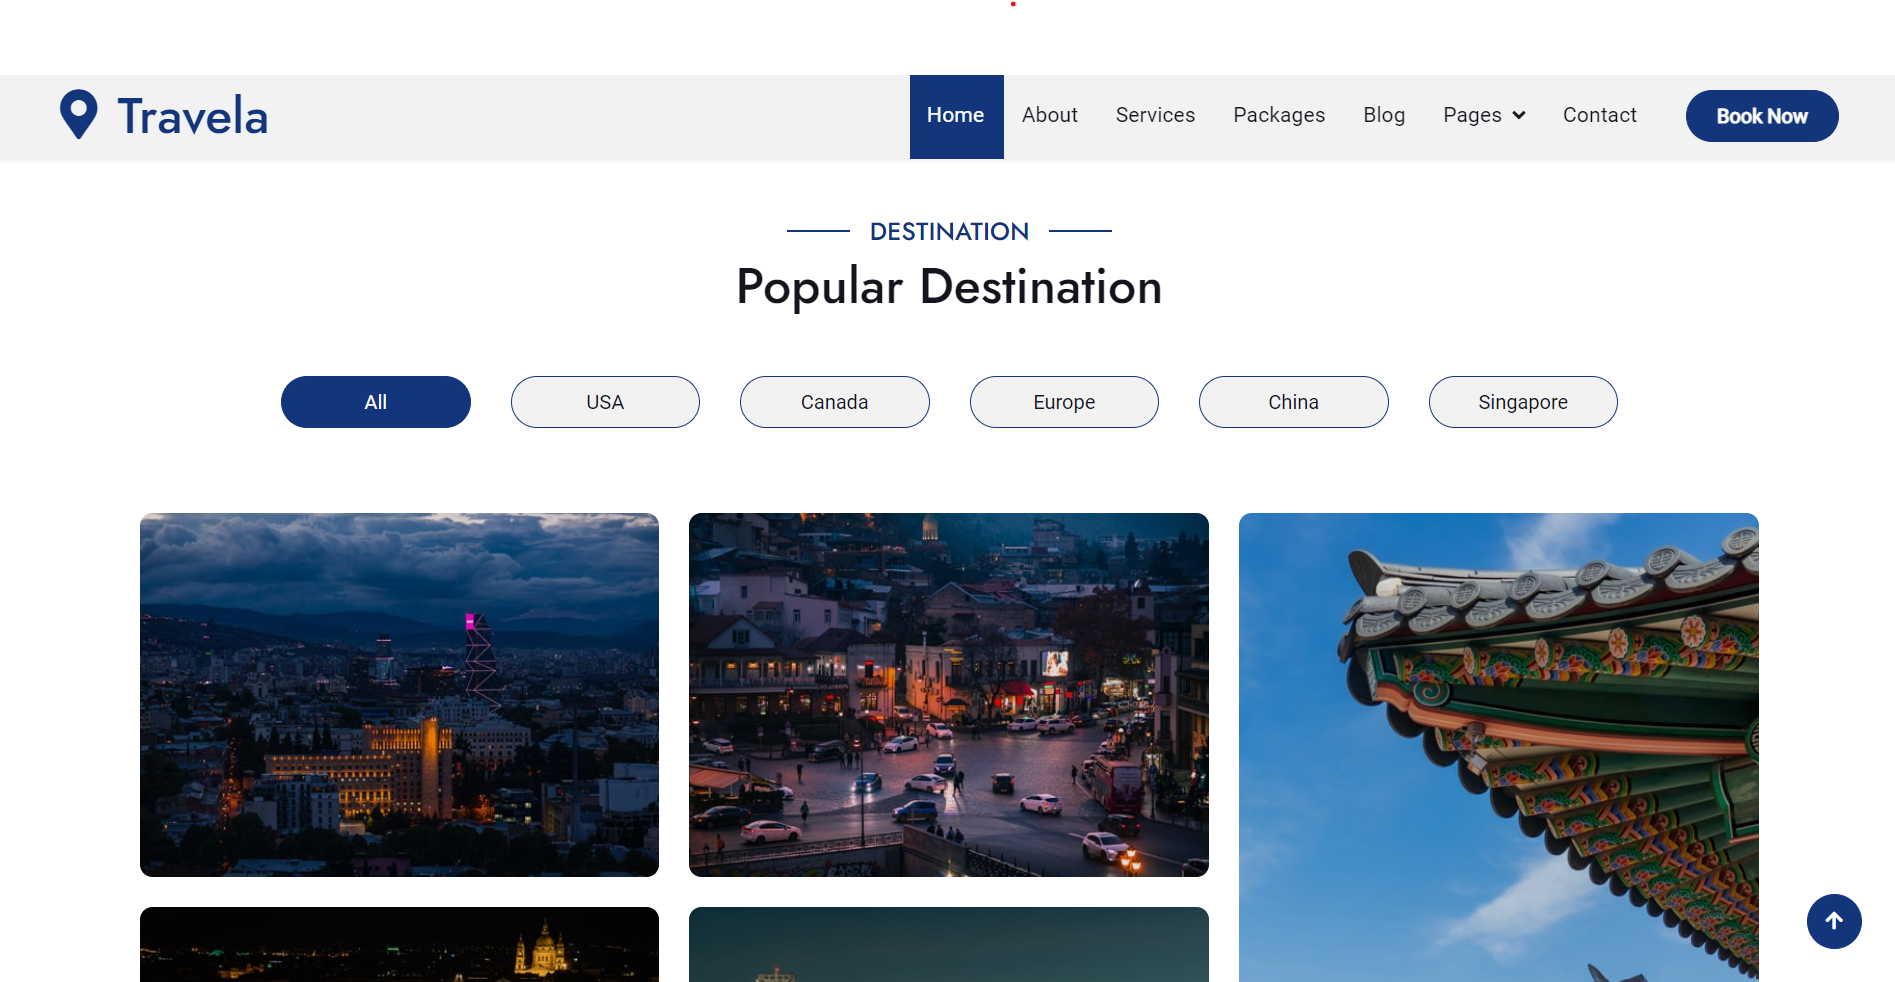 Travela
Home About Services Packages Blog Pages Contact Book Now
DESTINATION
Popular Destination
All USA Canada Europe China Singapore